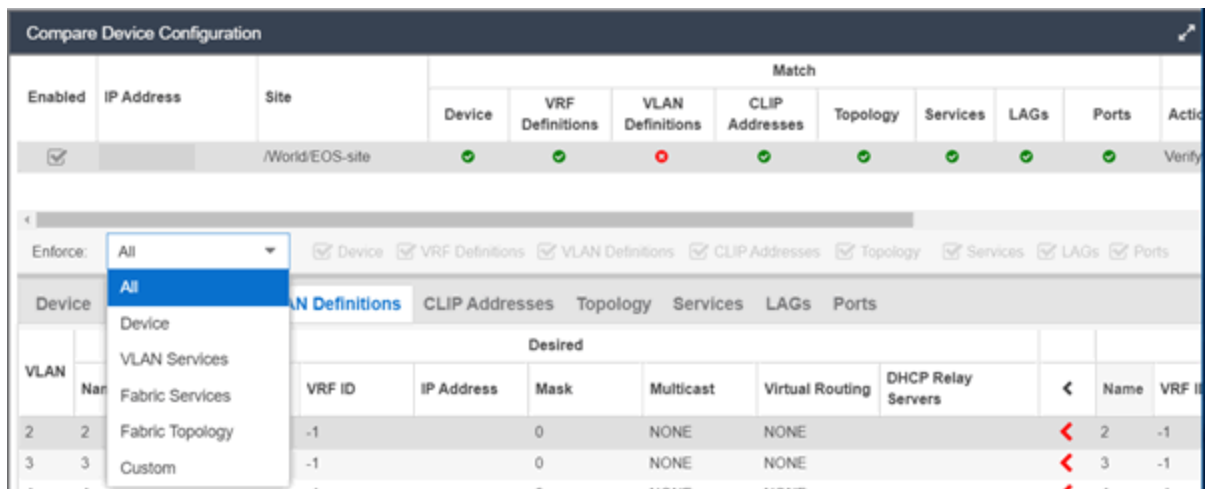 Compare Device Configuration
Match
Enabled IP Address Site
Device VRF Definitions VLAN Definitions CLIP Addresses Topology Services LAGs Ports
/World/EOS-site Verify
Enforce: All Device VRF Definitions VLAN Definitions CLIP Addresses Topology Services LAGs Ports
All
Device Definitions CLIP Addresses Topology Services LAGs Ports
Device
Desired
VLAN Services
VLAN VRF ID IP Address Mask Multicast Virtual Routing DHCP Relay Servers < Name VRF
Fabric Services
2 2 -1 0 NONE NONE 2 -1
Fabric Topology
3 3 -1 0 NONE NONE 3 -1
Custom